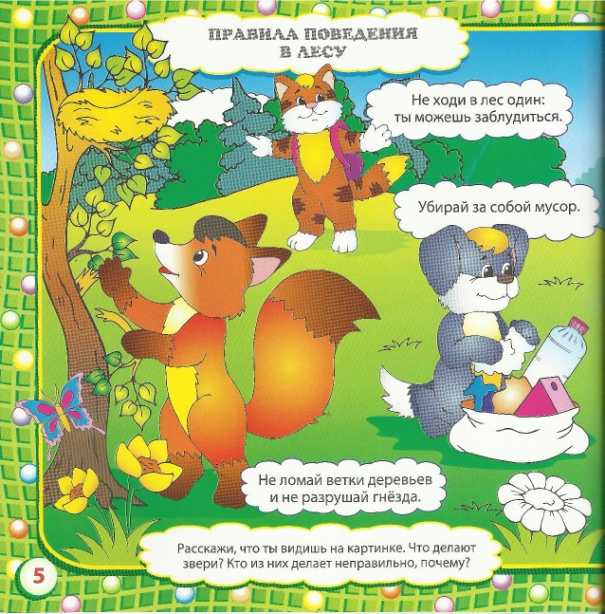 ПРАВИЛА ПОВЕДЕНИЯ
В ЛЕСУ
Не ходи в лес один:
ты можешь заблудиться.
Убирай за собой мусор.
Не ломай ветки деревьев
и не разрушай гнёзда.
Расскажи, что ты видишь на картинке. Что делают
звери? Кто из них делает неправильно, почему?
5